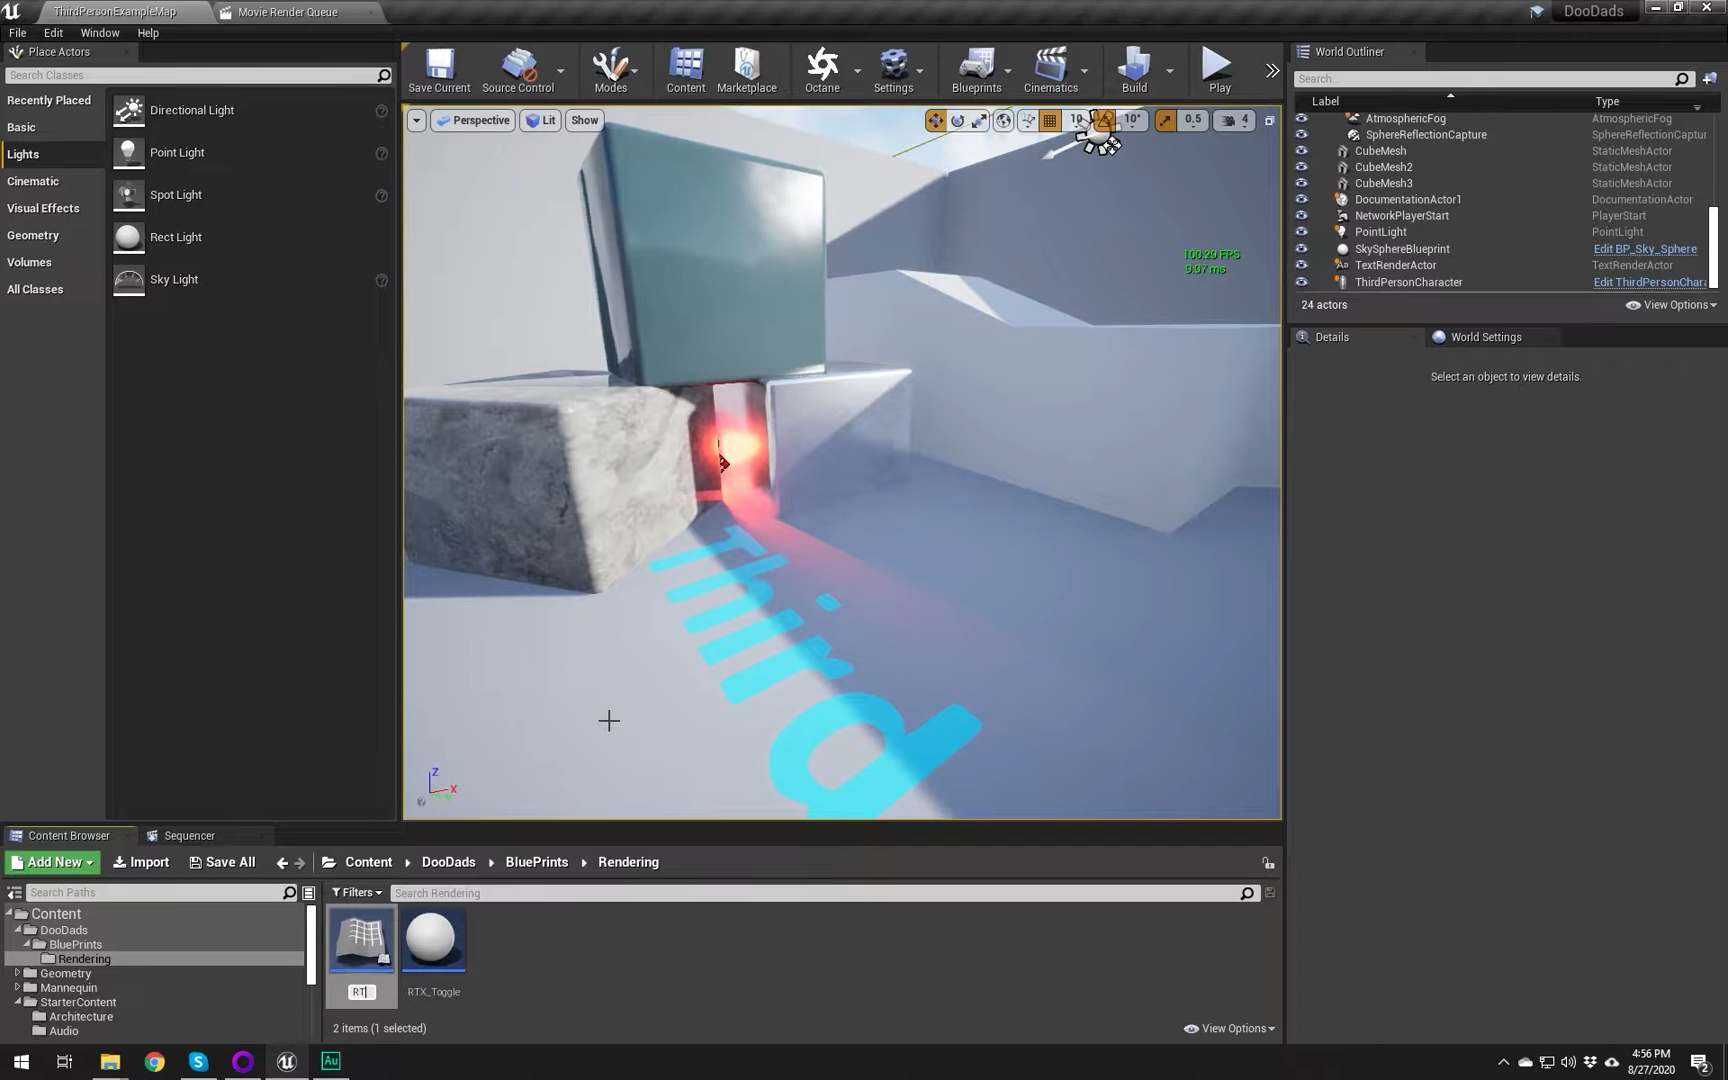 ThirdPersonExampleMap
Movie Render Queue
DooDads
File Edit Window Help
Place Actors
Search Classes
Recently Placed
Basic
Lights
Cinematic
Visual Effects
Geometry
Volumes
All Classes
Directional Light
Point Light
Spot Light
Rect Light
Sky Light
Save Current
Source Control
Modes
Content
Marketplace
Octane
Settings
Blueprints
Cinematics
Build
Play
Perspective
Lit
Show
10
10°
0.5
4
100.29 FPS
9.97 ms
Third
Z
X
World Outliner
Search...
Label Type
AtmosphericFog AtmosphericFog
SphereReflectionCapture SphereReflectionCaptur
CubeMesh StaticMeshActor
CubeMesh2 StaticMeshActor
CubeMesh3 StaticMeshActor
DocumentationActor1 DocumentationActor
NetworkPlayerStart PlayerStart
PointLight PointLight
SkySphereBlueprint Edit BP_Sky_Sphere
TextRenderActor TextRenderActor
ThirdPersonCharacter Edit ThirdPersonChar
24 actors
View Options
Details
World Settings
Select an object to view details.
Content Browser
Sequencer
Add New
Import
Save All
Content
DooDads
BluePrints
Rendering
Search Paths
Filters
Search Rendering
Content
DooDads
BluePrints
Rendering
Geometry
Mannequin
StarterContent
Architecture
Audio
RT
RTX_Toggle
2 items (1 selected)
View Options
Au
4:56 PM
8/27/2020
2